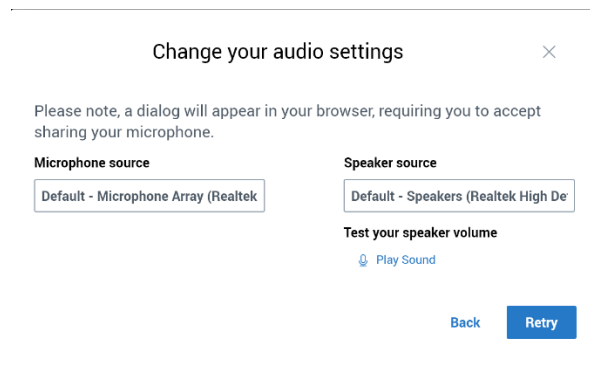 Change your audio settings
Please note, a dialog will appear in your browser, requiring you to accept
sharing your microphone.
Microphone source
Speaker source
Default - Microphone Array (Realtek
Default - Speakers (Realtek High De
Test your speaker volume
Play Sound
Back
Retry